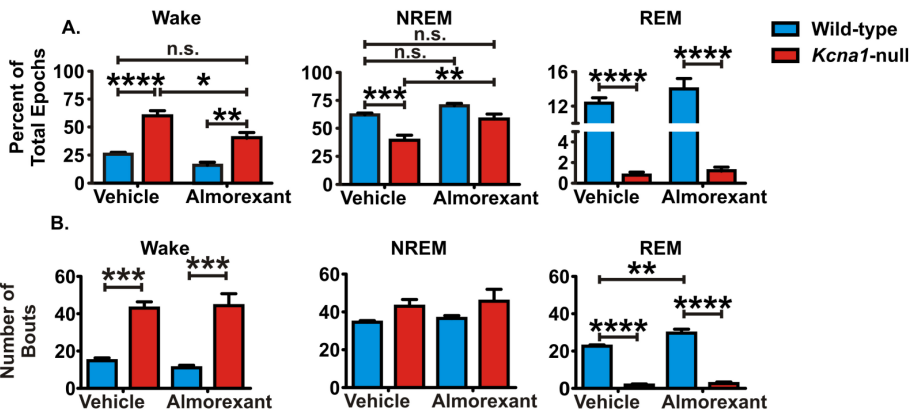 A.
Wake
NREM
REM
Wild-type
Kcna1-null
Percent of
Total Epochs
100
75
50
25
0
n.s.
****
*
**
Vehicle
Almorexant
100
75
50
25
0
n.s.
n.s.
**
***
Vehicle
Almorexant
16
12
2
1
0
****
****
Vehicle
Almorexant
B.
Wake
NREM
REM
Number of
Bouts
60
40
20
0
***
***
Vehicle
Almorexant
60
40
20
0
Vehicle
Almorexant
60
40
20
0
**
****
****
Vehicle
Almorexant